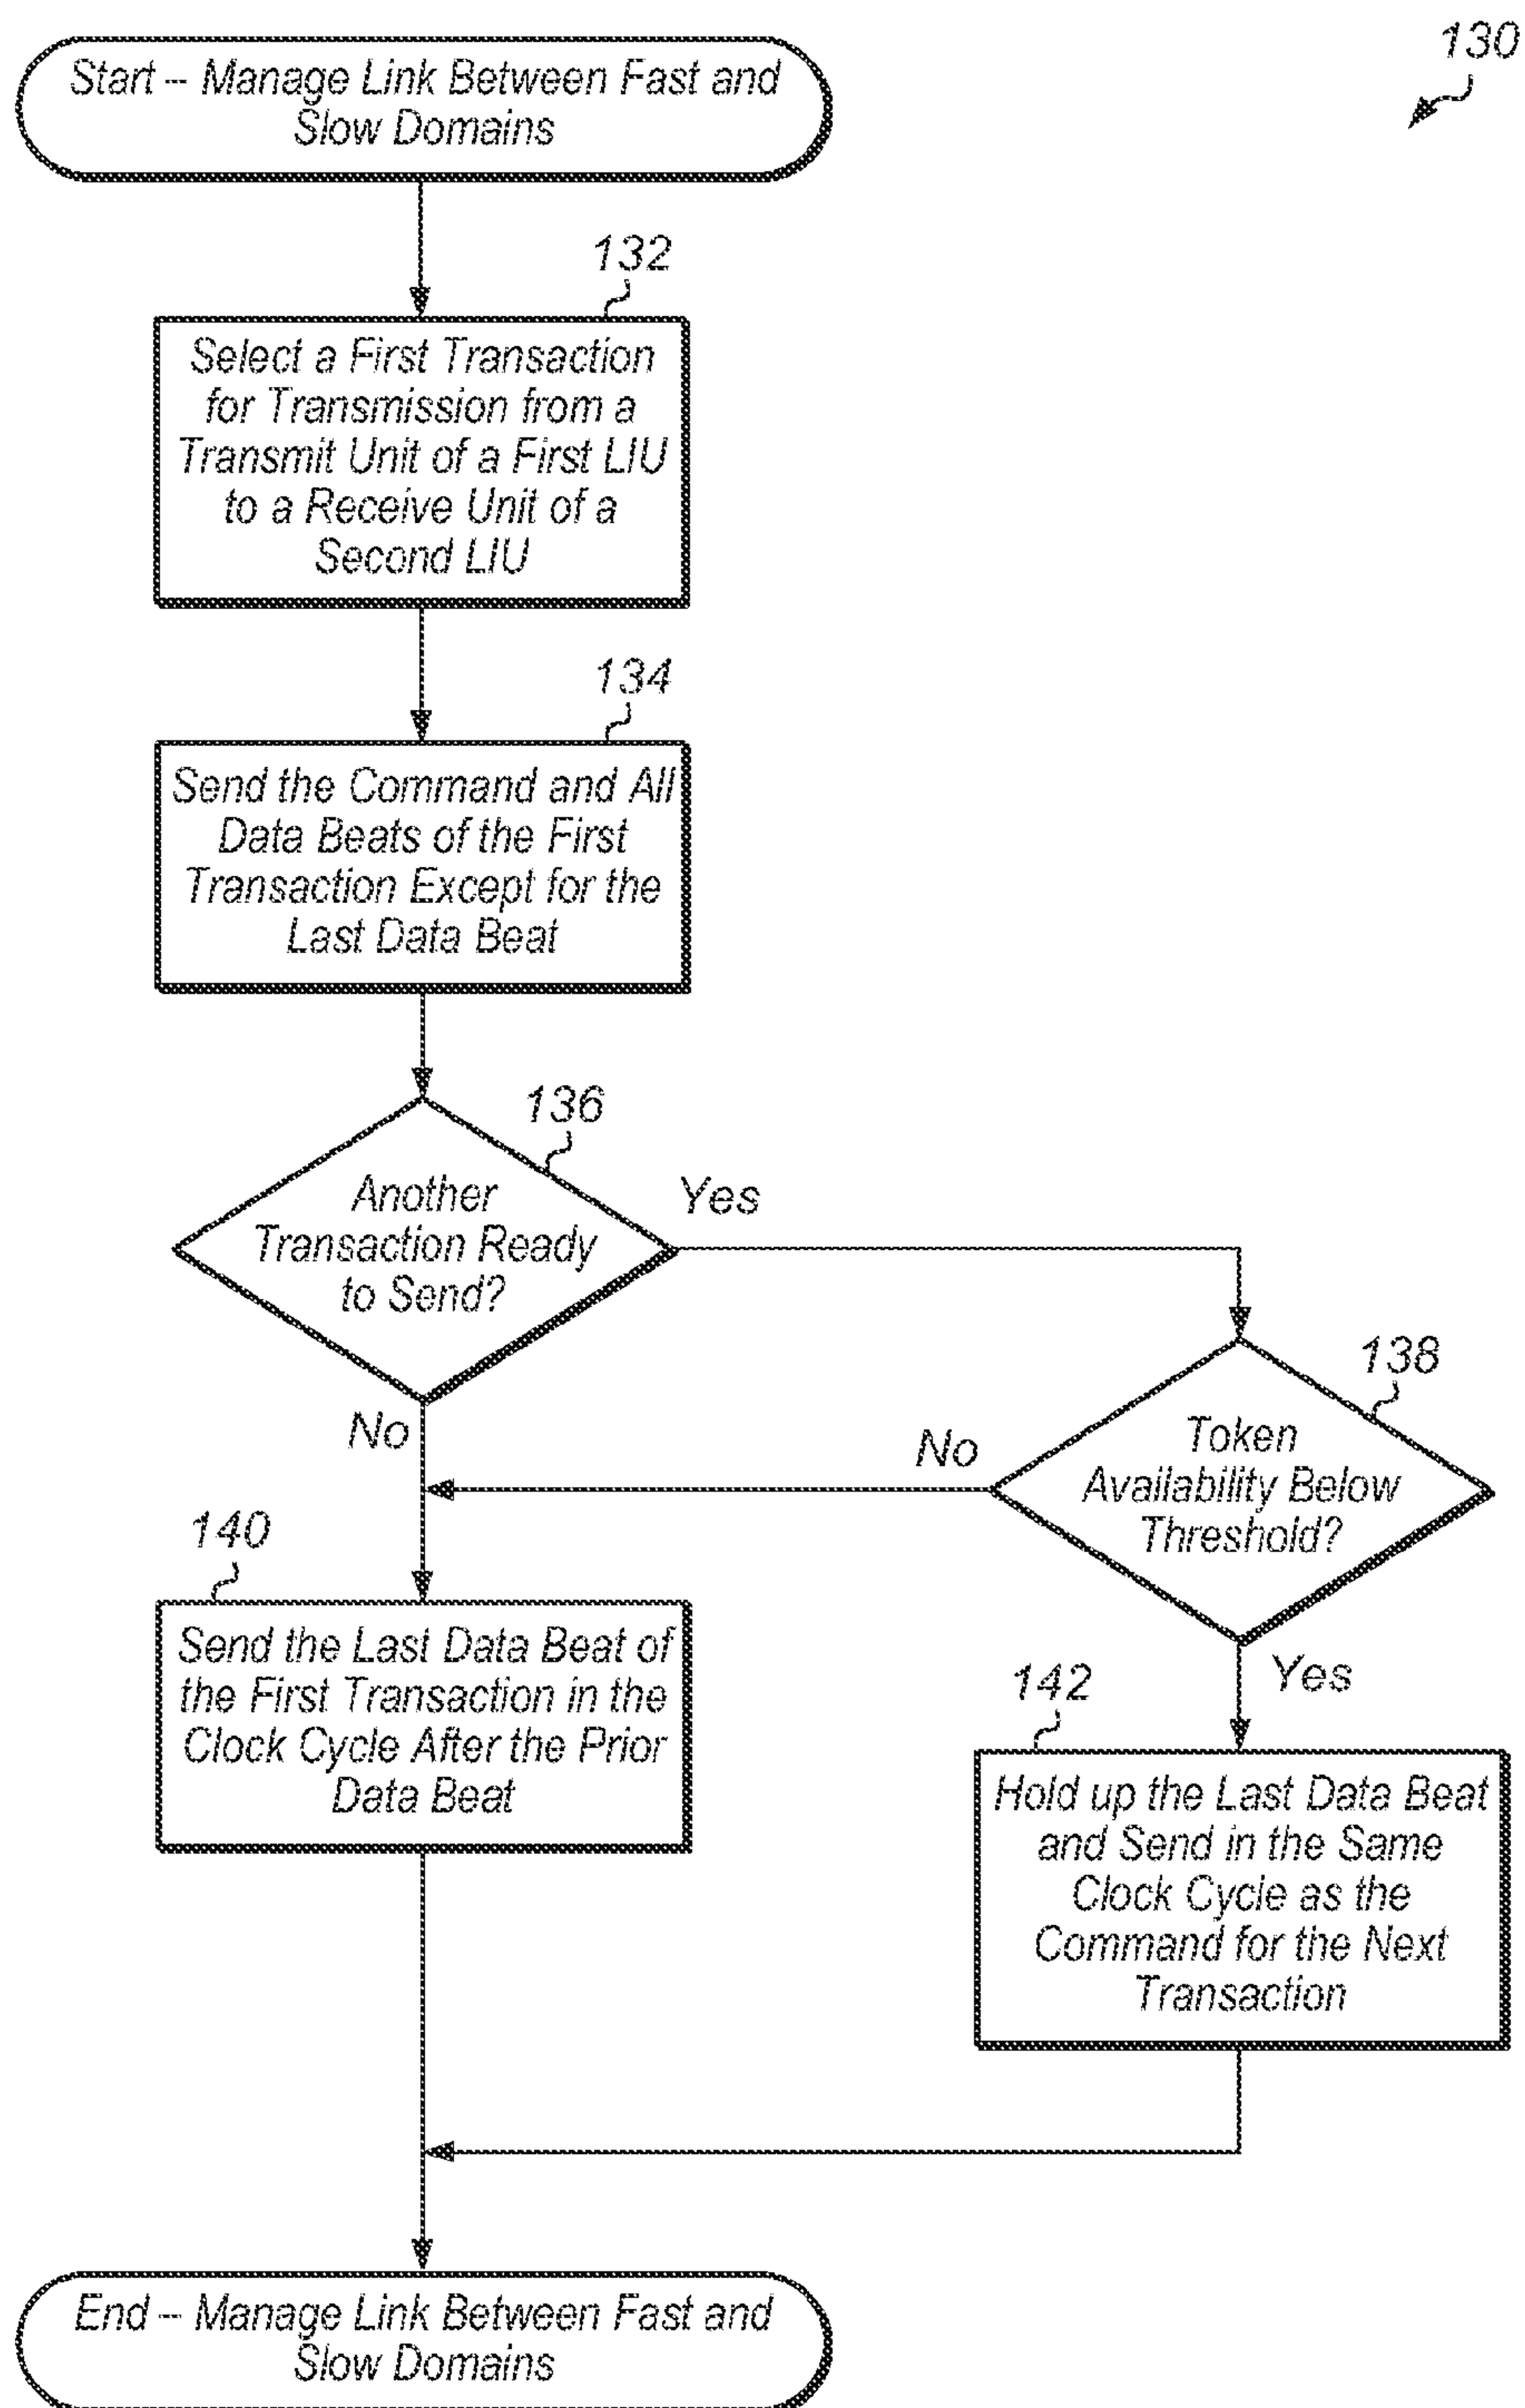 130
Start -- Manage Link Between Fast and
Slow Domains
132
Select a First Transaction
for Transmission from a
Transmit Unit of a First LIU
to a Receive Unit of a
Second LIU
134
Send the Command and All
Data Beats of the First
Transaction Except for the
Last Data Beat
136
Another
Transaction Ready
to Send?
Yes
No
138
Token
Availability Below
Threshold?
No
Yes
140
Send the Last Data Beat of
the First Transaction in the
Clock Cycle After the Prior
Data Beat
142
Hold up the Last Data Beat
and Send in the Same
Clock Cycle as the
Command for the Next
Transaction
End -- Manage Link Between Fast and
Slow Domains